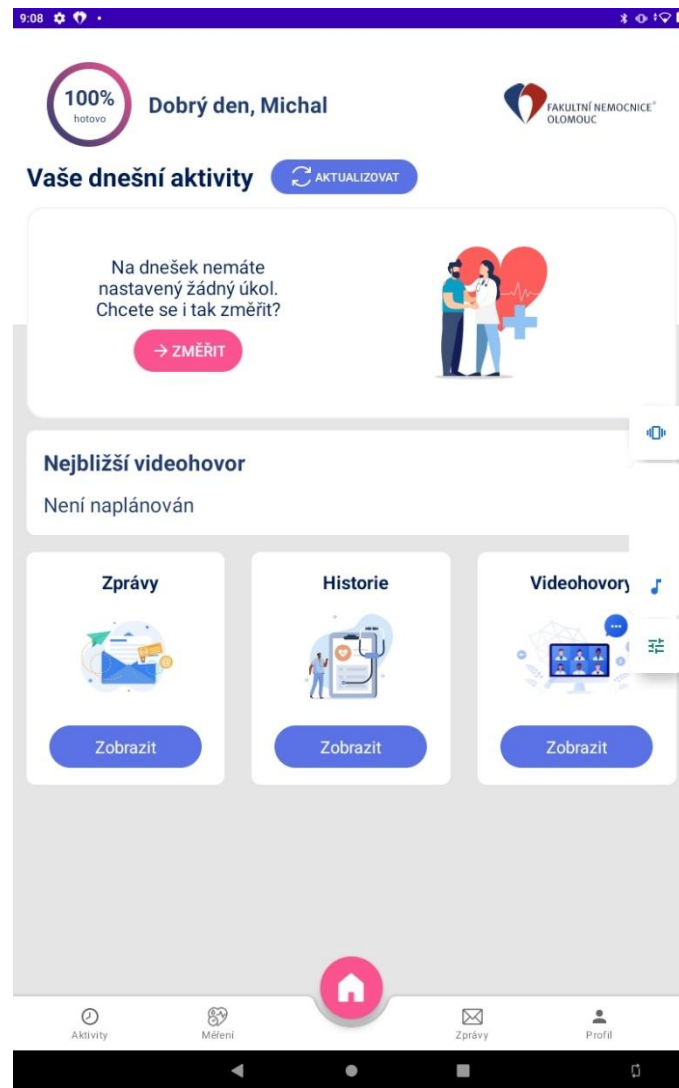 9:08
100%
hotovo
Dobrý den, Michal
FAKULTNÍ NEMOCNICE®
OLOMOUC
Vaše dnešní aktivity
AKTUALIZOVAT
Na dnešek nemáte
nastavený žádný úkol.
Chcete se i tak změřit?
→ ZMĚŘIT
Nejbližší videohovor
Není naplánován
Zprávy
Historie
Videohovory
Zobrazit
Zobrazit
Zobrazit
Aktivity
Měření
Zprávy
Profil